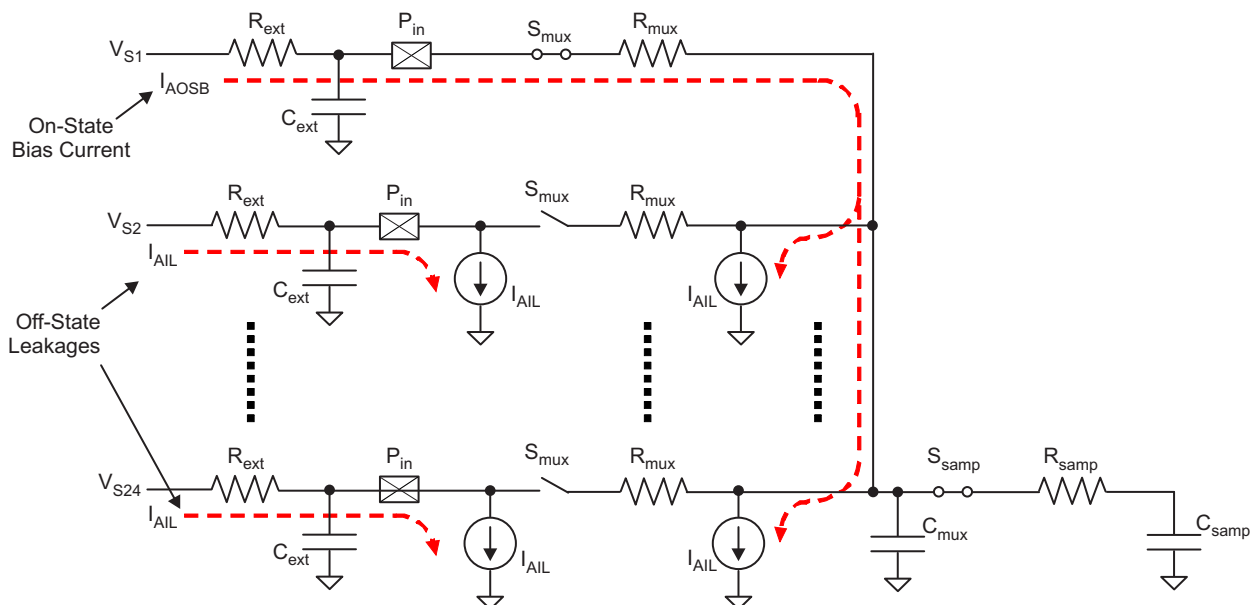 R_ext P_in S_mux R_mux
V_S1
I_AOSB
C_ext
On-State
Bias Current
R_ext P_in S_mux R_mux
V_S2
I_AIL
C_ext I_AIL I_AIL
Off-State
Leakages
R_ext P_in S_mux R_mux S_samp R_samp
V_S24
I_AIL
C_ext I_AIL I_AIL C_mux C_samp